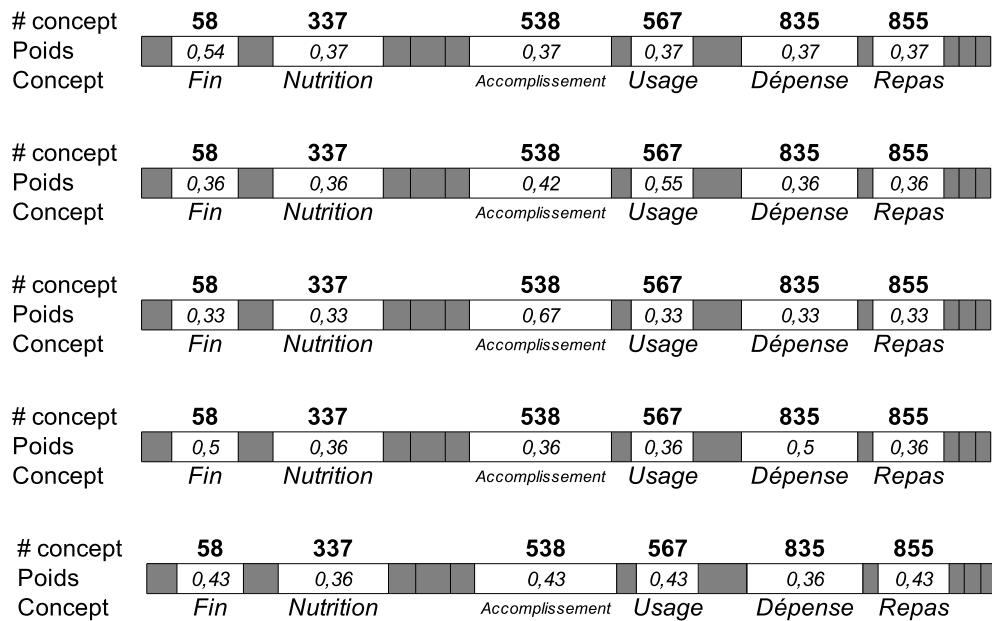 # concept 58 337 538 567 835 855
Poids 0,54 0,37 0,37 0,37 0,37 0,37
Concept Fin Nutrition Accomplissement Usage Dépense Repas
# concept 58 337 538 567 835 855
Poids 0,36 0,36 0,42 0,55 0,36 0,36
Concept Fin Nutrition Accomplissement Usage Dépense Repas
# concept 58 337 538 567 835 855
Poids 0,33 0,33 0,67 0,33 0,33 0,33
Concept Fin Nutrition Accomplissement Usage Dépense Repas
# concept 58 337 538 567 835 855
Poids 0,5 0,36 0,36 0,36 0,5 0,36
Concept Fin Nutrition Accomplissement Usage Dépense Repas
# concept 58 337 538 567 835 855
Poids 0,43 0,36 0,43 0,43 0,36 0,43
Concept Fin Nutrition Accomplissement Usage Dépense Repas